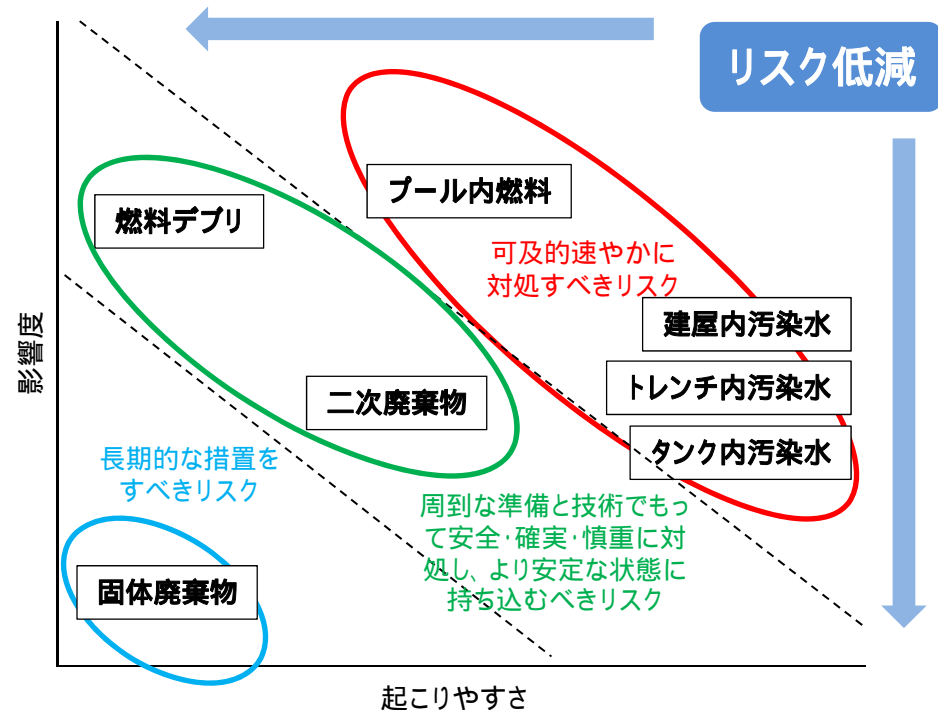 リスク低減
プール内燃料
燃料デブリ
可及的速やかに
対処すべきリスク
建屋内汚染水
影響度
トレンチ内汚染水
二次廃棄物
タンク内汚染水
長期的な措置を
すべきリスク
周到な準備と技術でもっ
て安全・確実・慎重に対
処し、より安定な状態に
持ち込むべきリスク
固体廃棄物
起こりやすさ